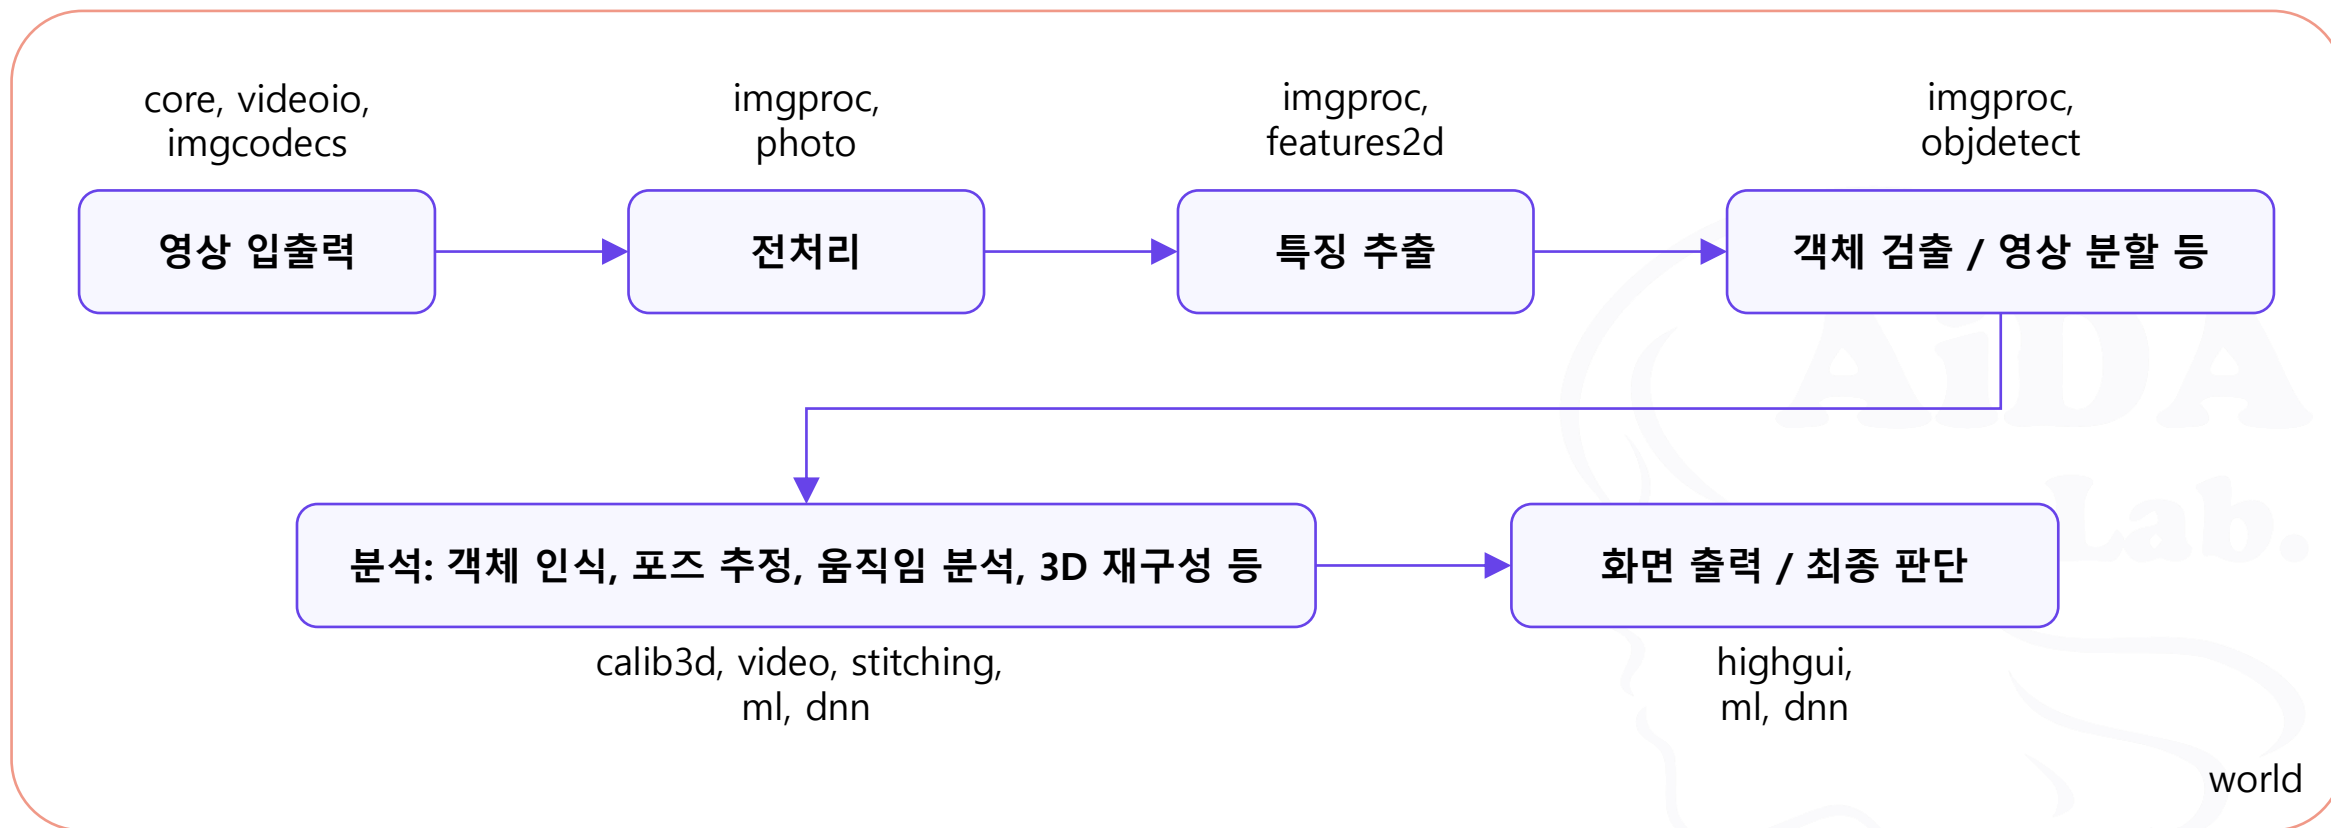 core, videoio,
imgcodecs
영상 입출력
imgproc,
photo
전처리
imgproc,
features2d
특징 추출
imgproc,
objdetect
객체 검출 / 영상 분할 등
분석: 객체 인식, 포즈 추정, 움직임 분석, 3D 재구성 등
calib3d, video, stitching,
ml, dnn
화면 출력 / 최종 판단
highgui,
ml, dnn
world
AiDA
Lab.